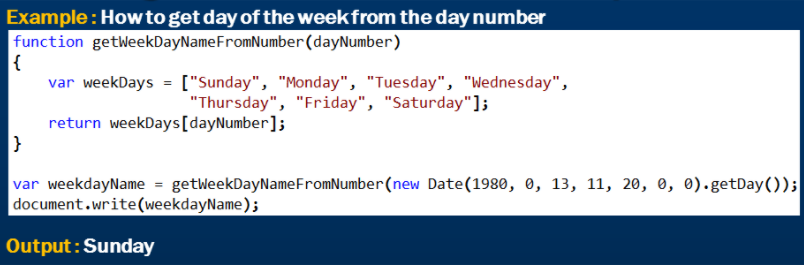 Example : How to get day of the week from the day number
function getWeekDayNameFromNumber(dayNumber)
{
    var weekDays = ["Sunday", "Monday", "Tuesday", "Wednesday",
                    "Thursday", "Friday", "Saturday"];
    return weekDays[dayNumber];
}
var weekdayName = getWeekDayNameFromNumber(new Date(1980, 0, 13, 11, 20, 0, 0).getDay());
document.write(weekdayName);
Output : Sunday